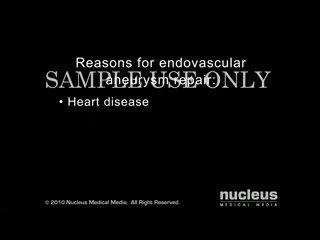 Reasons for endovascular
aneurysm repair:
SAMPLE USE ONLY
• Heart disease
© 2010 Nucleus Medical Media. All Right Reserved.
nucleus
MEDICAL MEDIA